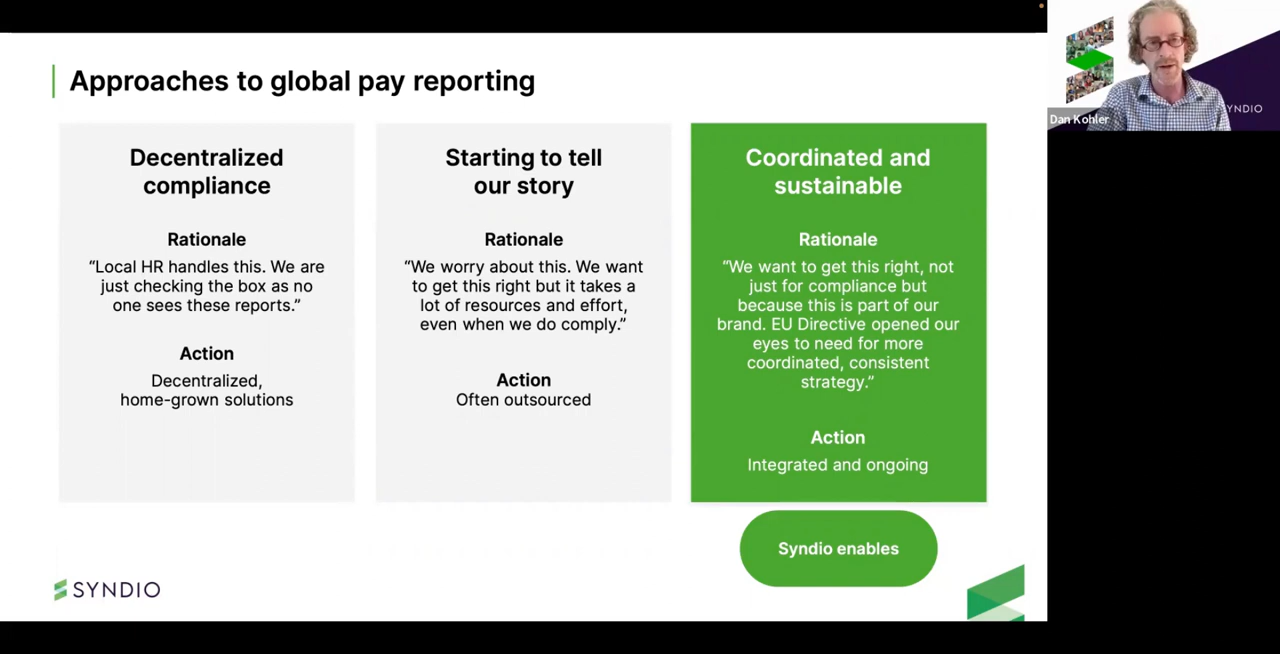 Approaches to global pay reporting
Decentralized
compliance
Rationale
“Local HR handles this. We are
just checking the box as no
one sees these reports.”
Action
Decentralized,
home-grown solutions
Starting to tell
our story
Rationale
“We worry about this. We want
to get this right but it takes a
lot of resources and effort,
even when we do comply.”
Action
Often outsourced
Coordinated and
sustainable
Rationale
“We want to get this right, not
just for compliance but
because this is part of our
brand. EU Directive opened our
eyes to need for more
coordinated, consistent
strategy.”
Action
Integrated and ongoing
Syndio enables
SYNDIO
Dan Kohler
YNDIO